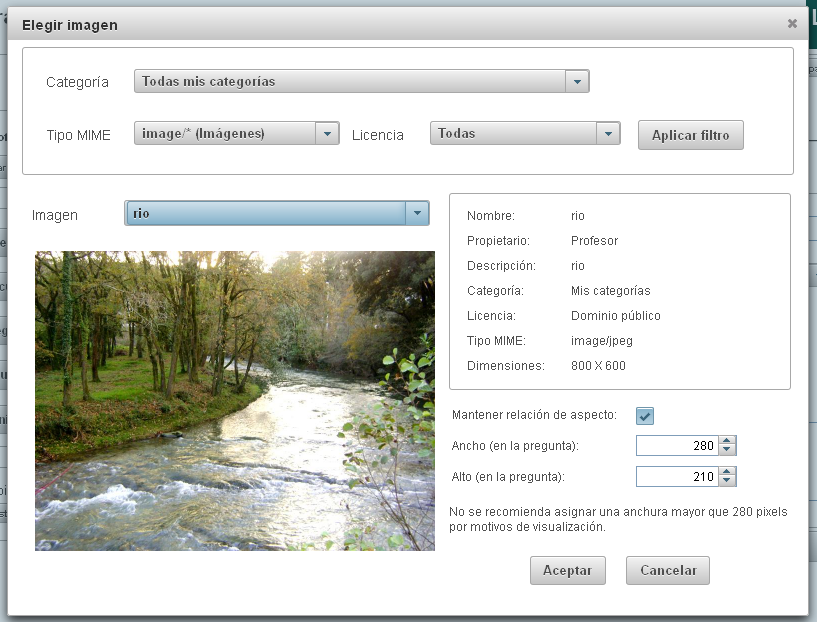 Elegir imagen
Categoría Todas mis categorías
Tipo MIME image/* (Imágenes) Licencia Todas Aplicar filtro
Imagen rio
Nombre: rio
Propietario: Profesor
Descripción: rio
Categoría: Mis categorías
Licencia: Dominio público
Tipo MIME: image/jpeg
Dimensiones: 800 X 600
Mantener relación de aspecto:
Ancho (en la pregunta): 280
Alto (en la pregunta): 210
No se recomienda asignar una anchura mayor que 280 pixels
por motivos de visualización.
Aceptar Cancelar